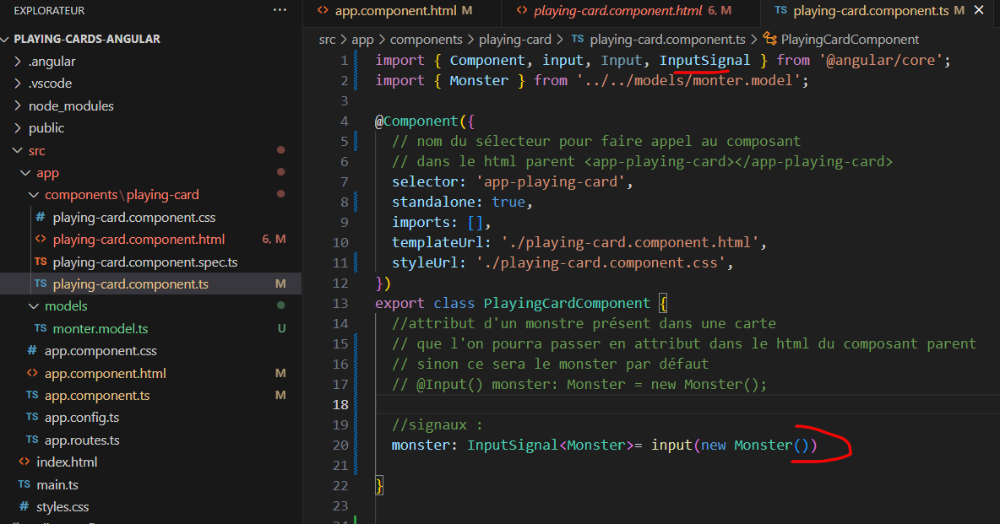 EXPLORATEUR ···
PLAYING-CARDS-ANGULAR
.angular
.vscode
node_modules
public
src
app
components\playing-card
# playing-card.component.css
<> playing-card.component.html 6, M
TS playing-card.component.spec.ts
TS playing-card.component.ts M
models
TS monter.model.ts U
# app.component.css
<> app.component.html M
TS app.component.ts M
TS app.config.ts
TS app.routes.ts
<> index.html
TS main.ts
# styles.css
<> app.component.html M
<> playing-card.component.html 6, M
TS playing-card.component.ts M ×
src > app > components > playing-card > TS playing-card.component.ts > PlayingCardComponent
1 import { Component, input, Input, InputSignal } from '@angular/core';
2 import { Monster } from '../../models/monter.model';
3
4 @Component({
5 // nom du sélecteur pour faire appel au composant
6 // dans le html parent <app-playing-card></app-playing-card>
7 selector: 'app-playing-card',
8 standalone: true,
9 imports: [],
10 templateUrl: './playing-card.component.html',
11 styleUrl: './playing-card.component.css',
12 })
13 export class PlayingCardComponent {
14 //attribut d'un monstre présent dans une carte
15 // que l'on pourra passer en attribut dans le html du composant parent
16 // sinon ce sera le monster par défaut
17 // @Input() monster: Monster = new Monster();
18
19 //signaux :
20 monster: InputSignal<Monster>= input(new Monster())
21
22 }
23